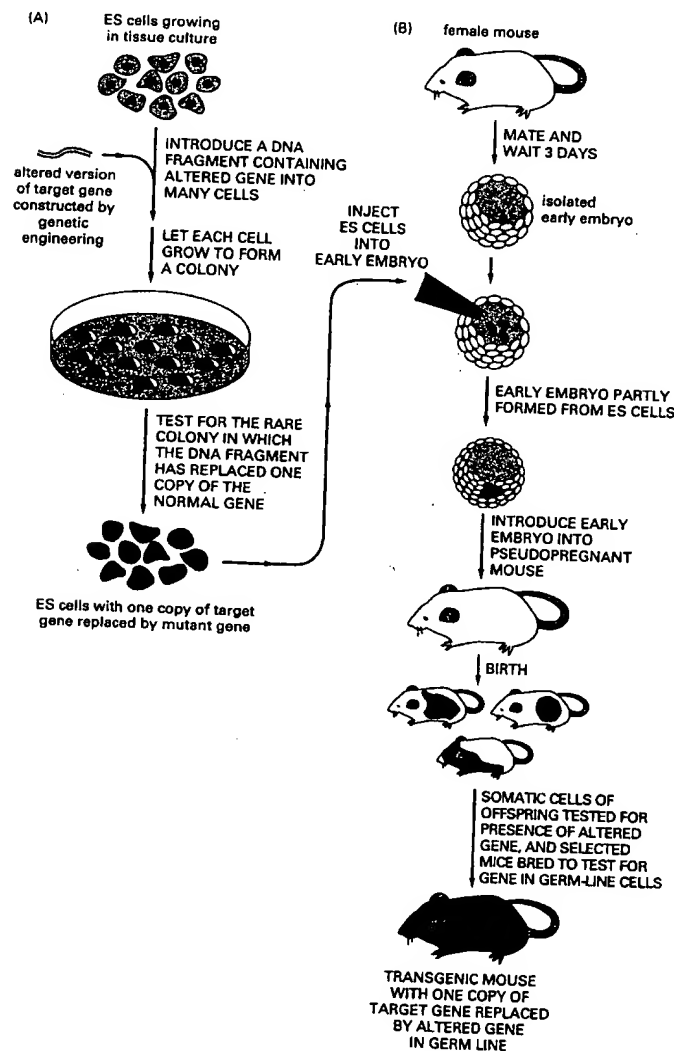 (A)
ES cells growing
in tissue culture
INTRODUCE A DNA
FRAGMENT CONTAINING
ALTERED GENE INTO
MANY CELLS
altered version
of target gene
constructed by
genetic
engineering
LET EACH CELL
GROW TO FORM
A COLONY
TEST FOR THE RARE
COLONY IN WHICH
THE DNA FRAGMENT
HAS REPLACED ONE
COPY OF THE
NORMAL GENE
ES cells with one copy of target
gene replaced by mutant gene
(B)
female mouse
MATE AND
WAIT 3 DAYS
isolated
early embryo
INJECT
ES CELLS
INTO
EARLY EMBRYO
EARLY EMBRYO PARTLY
FORMED FROM ES CELLS
INTRODUCE EARLY
EMBRYO INTO
PSEUDOPREGNANT
MOUSE
BIRTH
SOMATIC CELLS OF
OFFSPRING TESTED FOR
PRESENCE OF ALTERED
GENE, AND SELECTED
MICE BRED TO TEST FOR
GENE IN GERM-LINE CELLS
TRANSGENIC MOUSE
WITH ONE COPY OF
TARGET GENE REPLACED
BY ALTERED GENE
IN GERM LINE